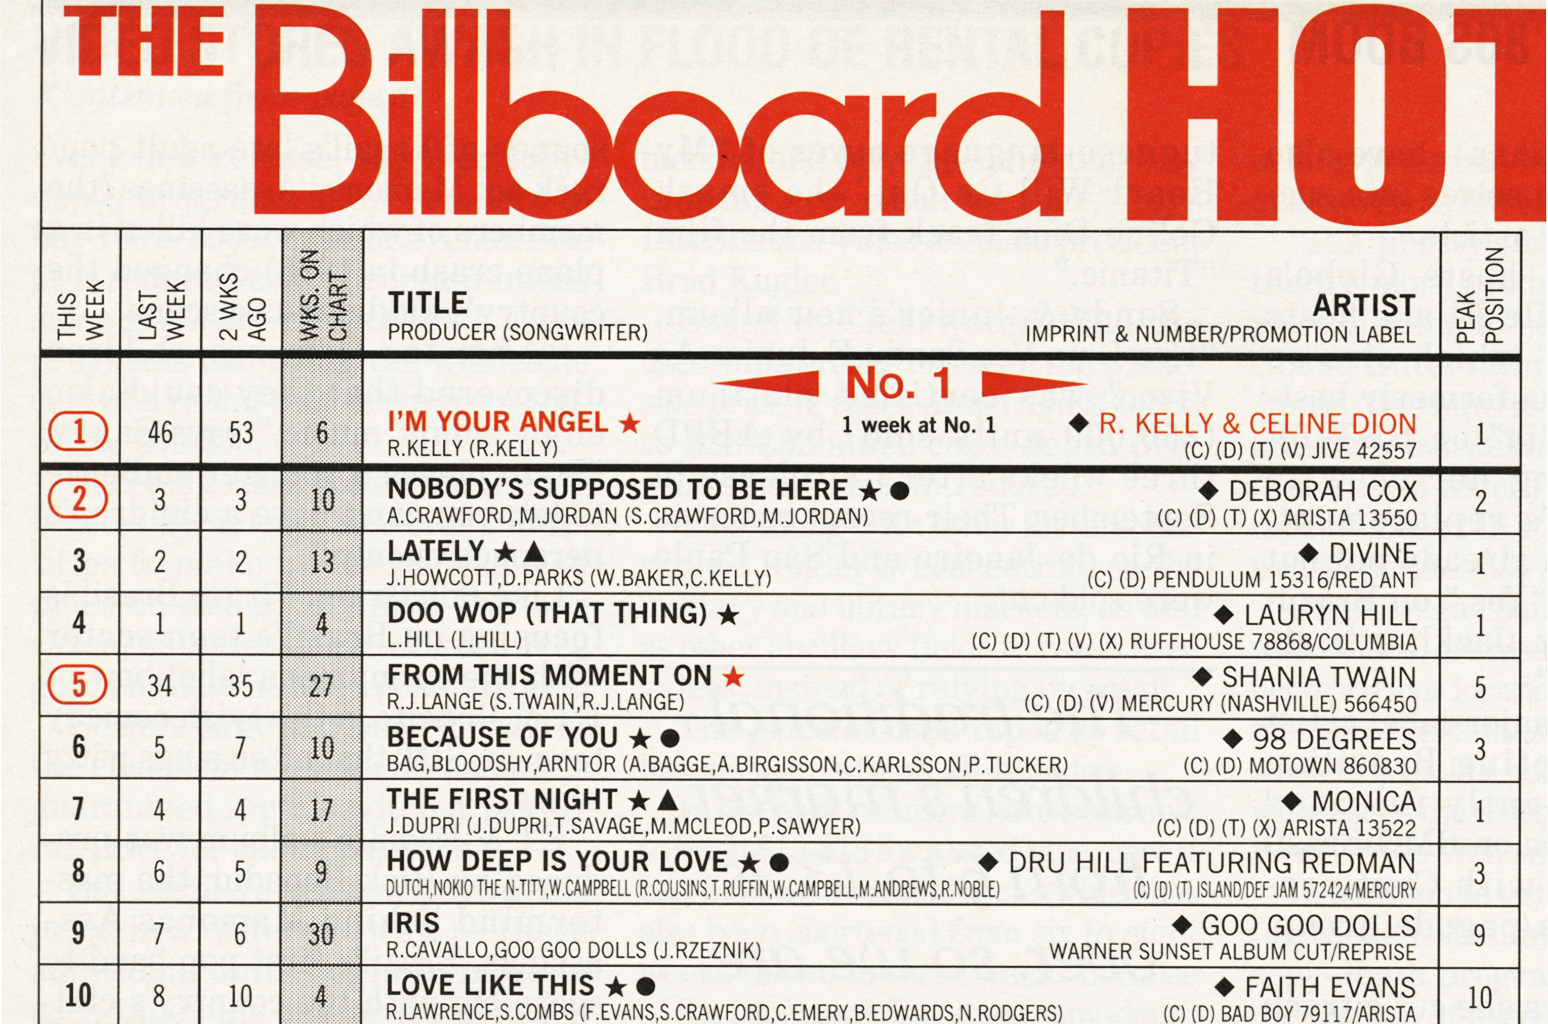 THE Billboard HOT
THIS WEEK
LAST WEEK
2 WKS AGO
WKS. ON CHART
TITLE
PRODUCER (SONGWRITER)
ARTIST
IMPRINT & NUMBER/PROMOTION LABEL
PEAK POSITION
No. 1
1 46 53 6 I'M YOUR ANGEL ★ 1 week at No. 1 ◆ R. KELLY & CELINE DION 1
R.KELLY (R.KELLY) (C) (D) (T) (V) JIVE 42557
2 3 3 10 NOBODY'S SUPPOSED TO BE HERE ★ ● ◆ DEBORAH COX 2
A.CRAWFORD,M.JORDAN (S.CRAWFORD,M.JORDAN) (C) (D) (T) (X) ARISTA 13550
3 2 2 13 LATELY ★ ▲ ◆ DIVINE 1
J.HOWCOTT,D.PARKS (W.BAKER,C.KELLY) (C) (D) PENDULUM 15316/RED ANT
4 1 1 4 DOO WOP (THAT THING) ★ ◆ LAURYN HILL 1
L.HILL (L.HILL) (C) (D) (T) (V) (X) RUFFHOUSE 78868/COLUMBIA
5 34 35 27 FROM THIS MOMENT ON ★ ◆ SHANIA TWAIN 5
R.J.LANGE (S.TWAIN,R.J.LANGE) (C) (D) (V) MERCURY (NASHVILLE) 566450
6 5 7 10 BECAUSE OF YOU ★ ● ◆ 98 DEGREES 3
BAG,BLOODSHY,ARNTOR (A.BAGGE,A.BIRGISSON,C.KARLSSON,P.TUCKER) (C) (D) MOTOWN 860830
7 4 4 17 THE FIRST NIGHT ★ ▲ ◆ MONICA 1
J.DUPRI (J.DUPRI,T.SAVAGE,M.MCLEOD,P.SAWYER) (C) (D) (T) (X) ARISTA 13522
8 6 5 9 HOW DEEP IS YOUR LOVE ★ ● ◆ DRU HILL FEATURING REDMAN 3
DUTCH,NOKIO THE N-TITY,W.CAMPBELL (R.COUSINS,T.RUFFIN,W.CAMPBELL,M.ANDREWS,R.NOBLE) (C) (D) (T) ISLAND/DEF JAM 572424/MERCURY
9 7 6 30 IRIS ◆ GOO GOO DOLLS 9
R.CAVALLO,GOO GOO DOLLS (J.RZEZNIK) WARNER SUNSET ALBUM CUT/REPRISE
10 8 10 4 LOVE LIKE THIS ★ ● ◆ FAITH EVANS 10
R.LAWRENCE,S.COMBS (F.EVANS,S.CRAWFORD,C.EMERY,B.EDWARDS,N.RODGERS) (C) (D) BAD BOY 79117/ARISTA